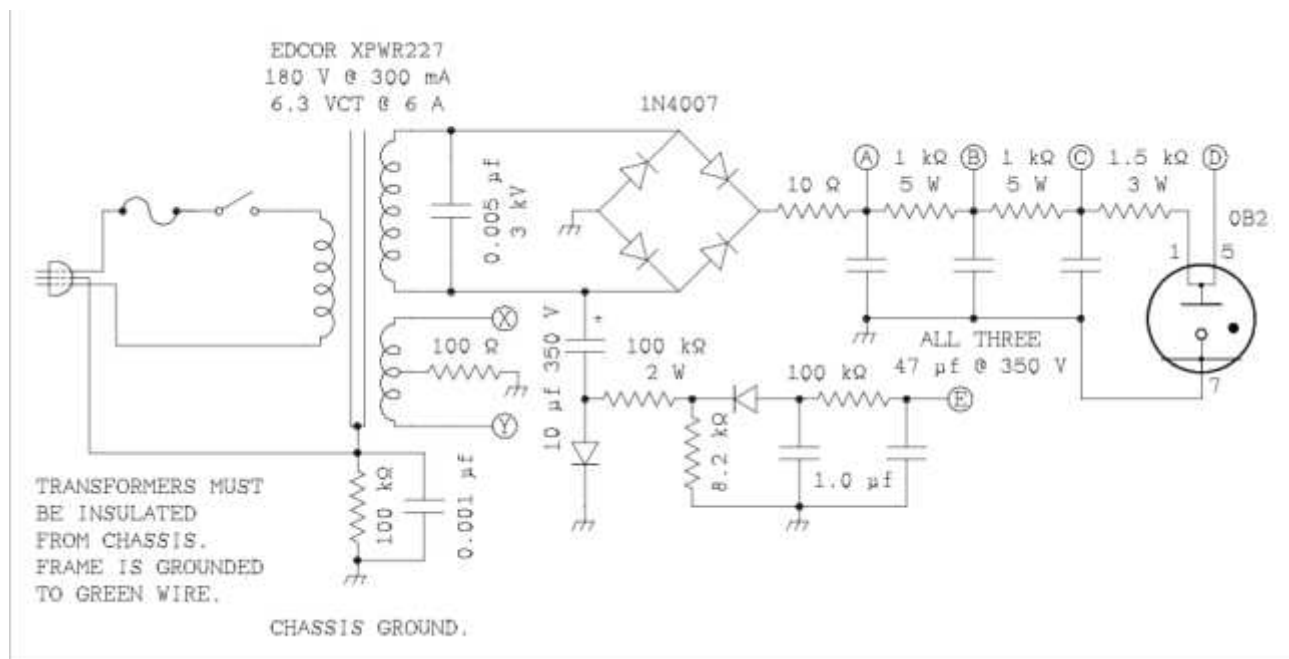 EDCOR XPWR227
180 V @ 300 mA
6.3 VCT @ 6 A
1N4007
0.005 µf
3 kV
10 Ω
A
1 kΩ
5 W
B
1 kΩ
5 W
C
1.5 kΩ
3 W
D
0B2
1
5
7
ALL THREE
47 µf @ 350 V
X
100 Ω
Y
+
10 µf 350 V
100 kΩ
2 W
8.2 kΩ
100 kΩ
E
1.0 µf
100 kΩ
0.001 µf
TRANSFORMERS MUST
BE INSULATED
FROM CHASSIS.
FRAME IS GROUNDED
TO GREEN WIRE.
CHASSIS GROUND.